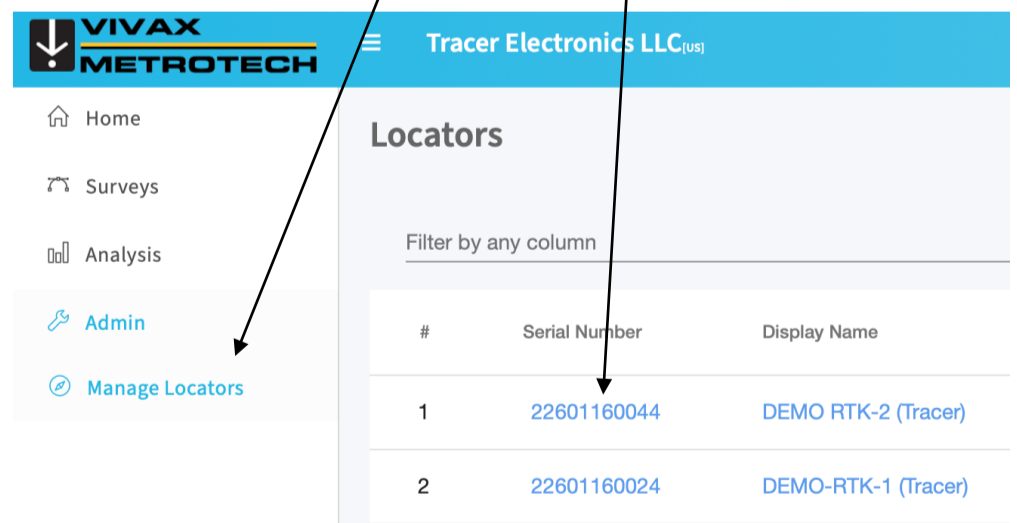 VIVAX
METROTECH
Tracer Electronics LLC[US]
Home
Surveys
Analysis
Admin
Manage Locators
Locators
Filter by any column
# Serial Number Display Name
1 22601160044 DEMO RTK-2 (Tracer)
2 22601160024 DEMO-RTK-1 (Tracer)